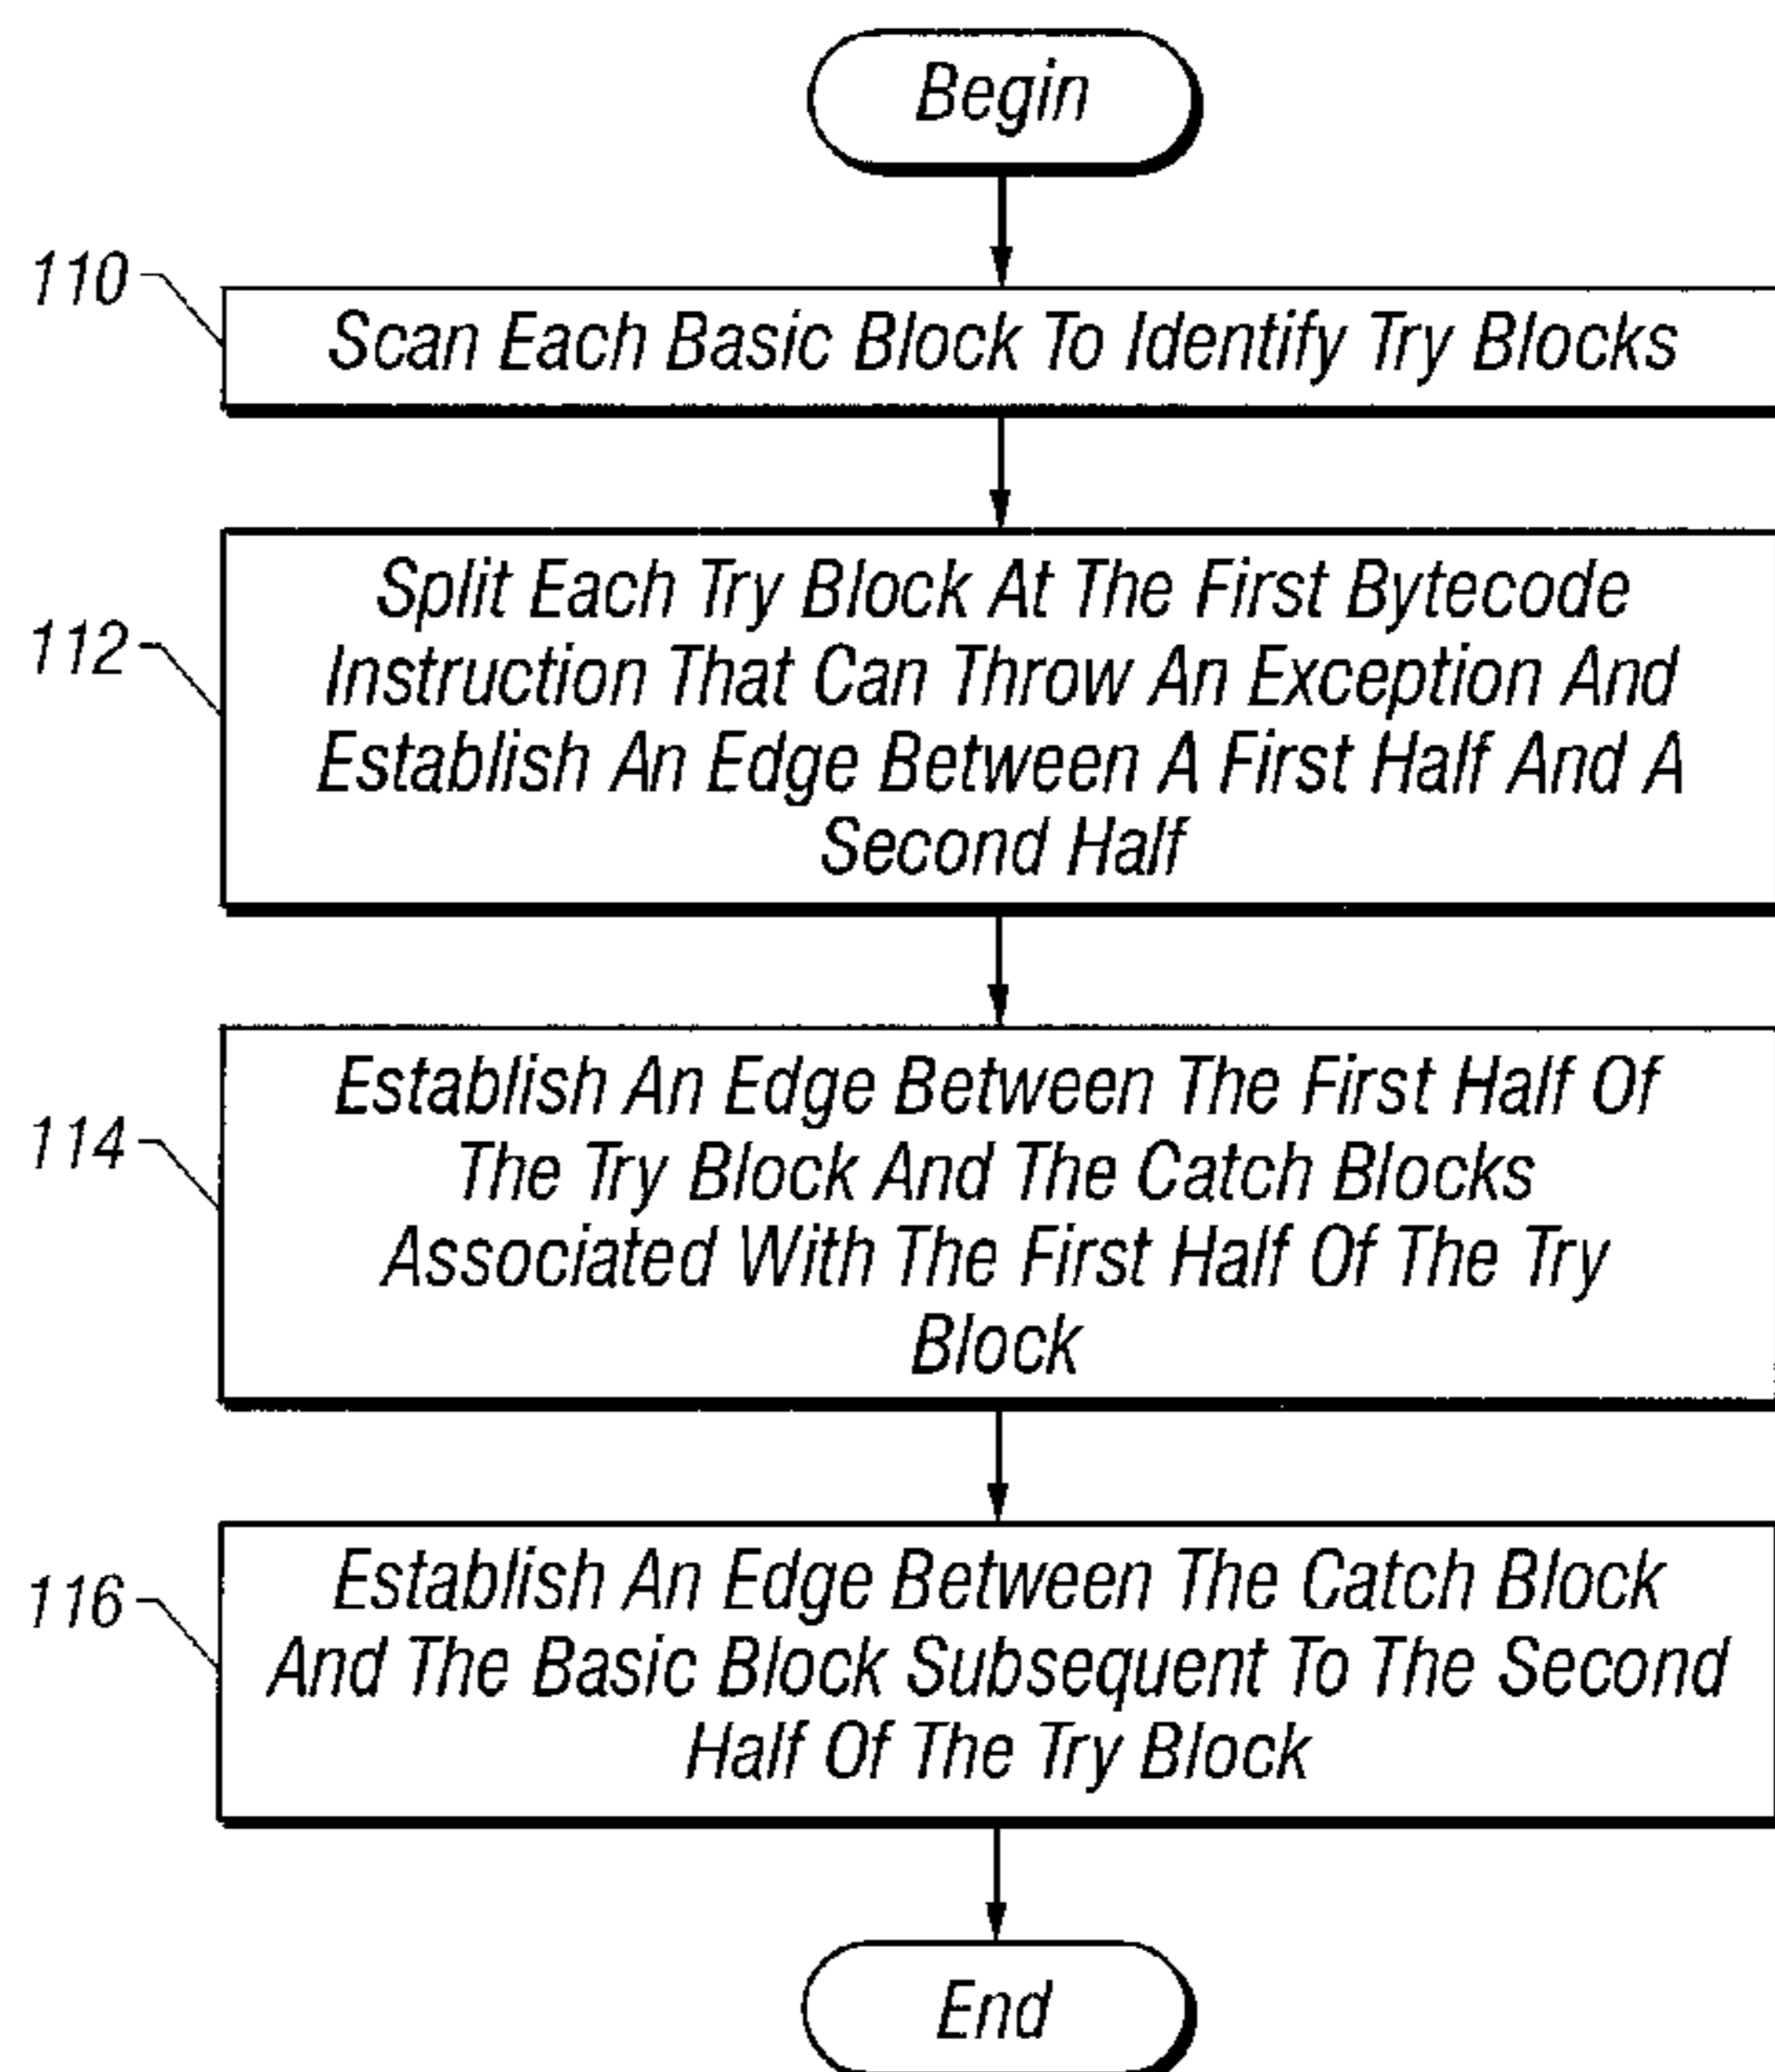 Begin
110
Scan Each Basic Block To Identify Try Blocks
112
Split Each Try Block At The First Bytecode
Instruction That Can Throw An Exception And
Establish An Edge Between A First Half And A
Second Half
114
Establish An Edge Between The First Half Of
The Try Block And The Catch Blocks
Associated With The First Half Of The Try
Block
116
Establish An Edge Between The Catch Block
And The Basic Block Subsequent To The Second
Half Of The Try Block
End